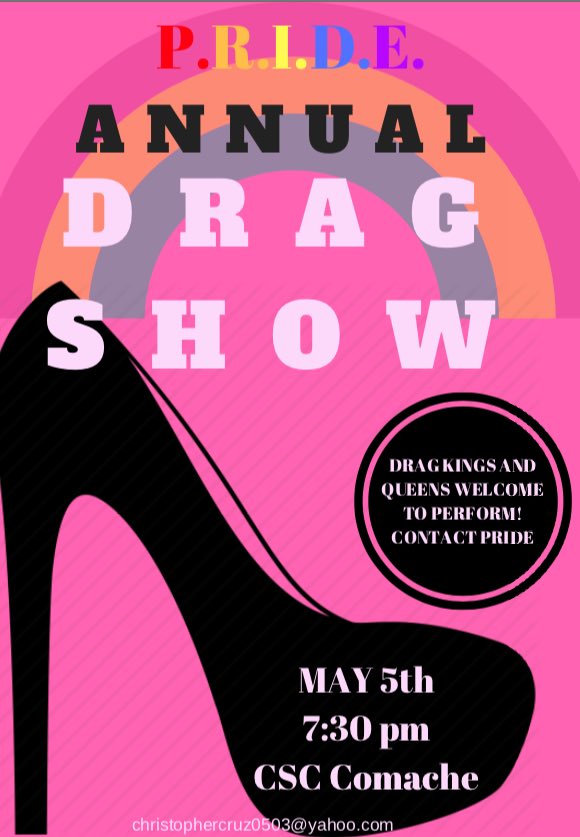 P.R.I.D.E.
ANNUAL
DRAG
SHOW
DRAG KINGS AND
QUEENS WELCOME
TO PERFORM!
CONTACT PRIDE
MAY 5th
7:30 pm
CSC Comache
christophercruz0503@yahoo.com